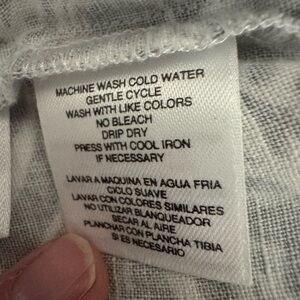 MACHINE WASH COLD WATER
GENTLE CYCLE
WASH WITH LIKE COLORS
NO BLEACH
DRIP DRY
PRESS WITH COOL IRON
IF NECESSARY
LAVAR A MAQUINA EN AGUA FRIA
CICLO SUAVE
LAVAR CON COLORES SIMILARES
NO UTILIZAR BLANQUEADOR
SECAR AL AIRE
PLANCHAR CON PLANCHA TIBIA
SI ES NECESARIO